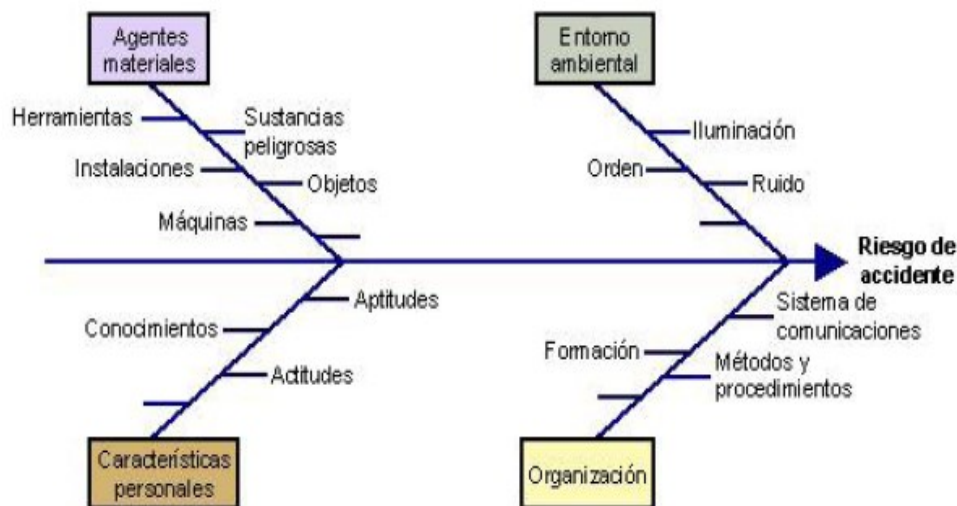 Agentes
materiales
Entorno
ambiental
Herramientas
Sustancias
peligrosas
Iluminación
Instalaciones
Objetos
Orden
Ruido
Máquinas
Riesgo de
accidente
Aptitudes
Sistema de
comunicaciones
Conocimientos
Formación
Actitudes
Métodos y
procedimientos
Características
personales
Organización